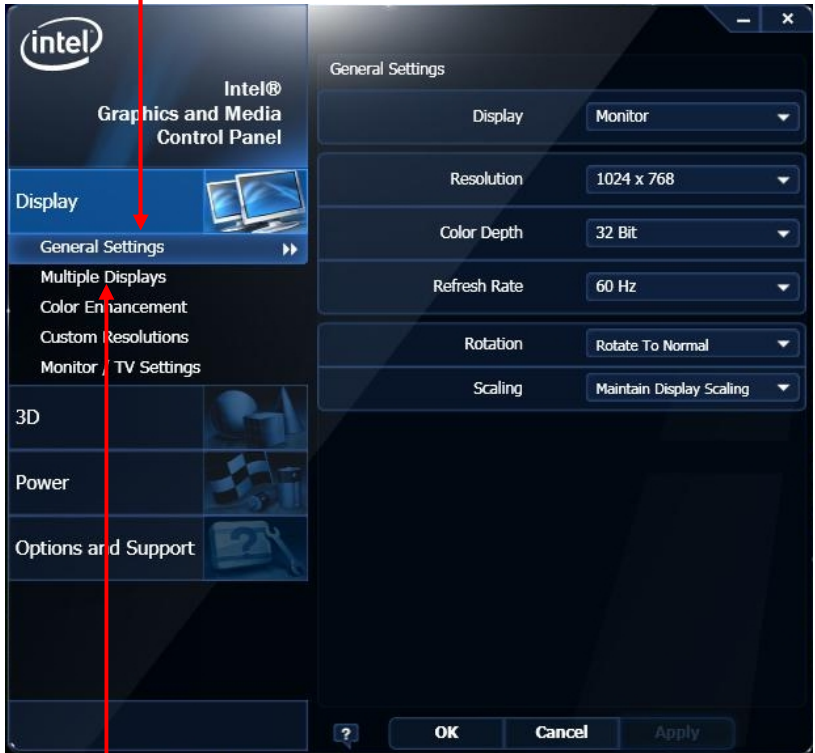 intel
Intel®
Graphics and Media
Control Panel
Display
General Settings
Multiple Displays
Color Enhancement
Custom Resolutions
Monitor / TV Settings
3D
Power
Options and Support
General Settings
Display Monitor
Resolution 1024 x 768
Color Depth 32 Bit
Refresh Rate 60 Hz
Rotation Rotate To Normal
Scaling Maintain Display Scaling
? OK Cancel Apply